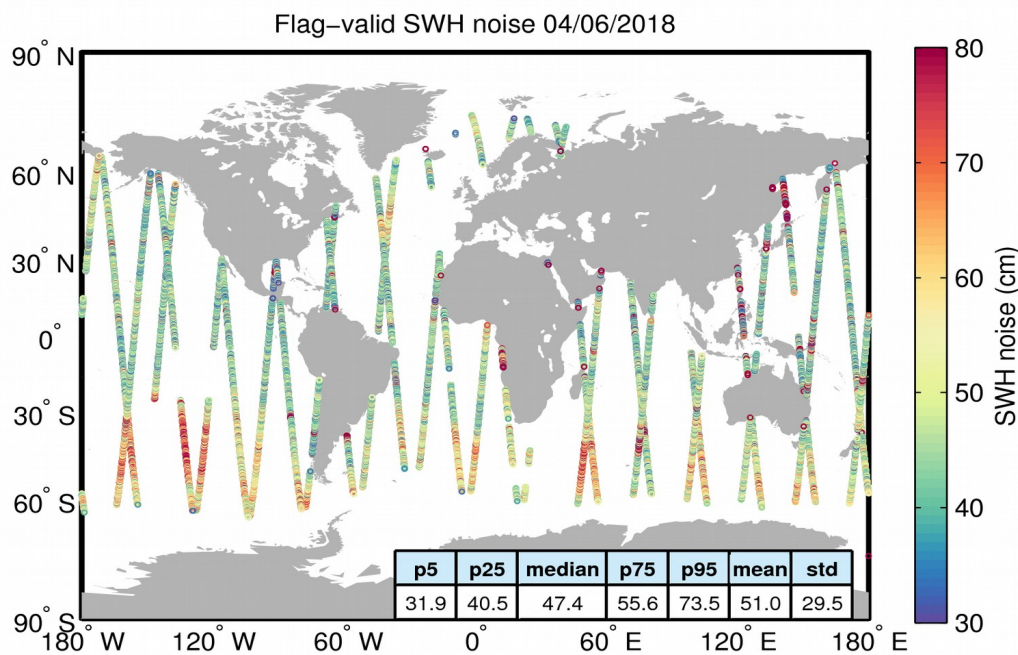 Flag−valid SWH noise 04/06/2018
90° N
60° N
30° N
0°
30° S
60° S
90° S
180° W
120° W
60° W
0°
60° E
120° E
180° E
80
70
60
50
40
30
SWH noise (cm)
p5 p25 median p75 p95 mean std
31.9 40.5 47.4 55.6 73.5 51.0 29.5